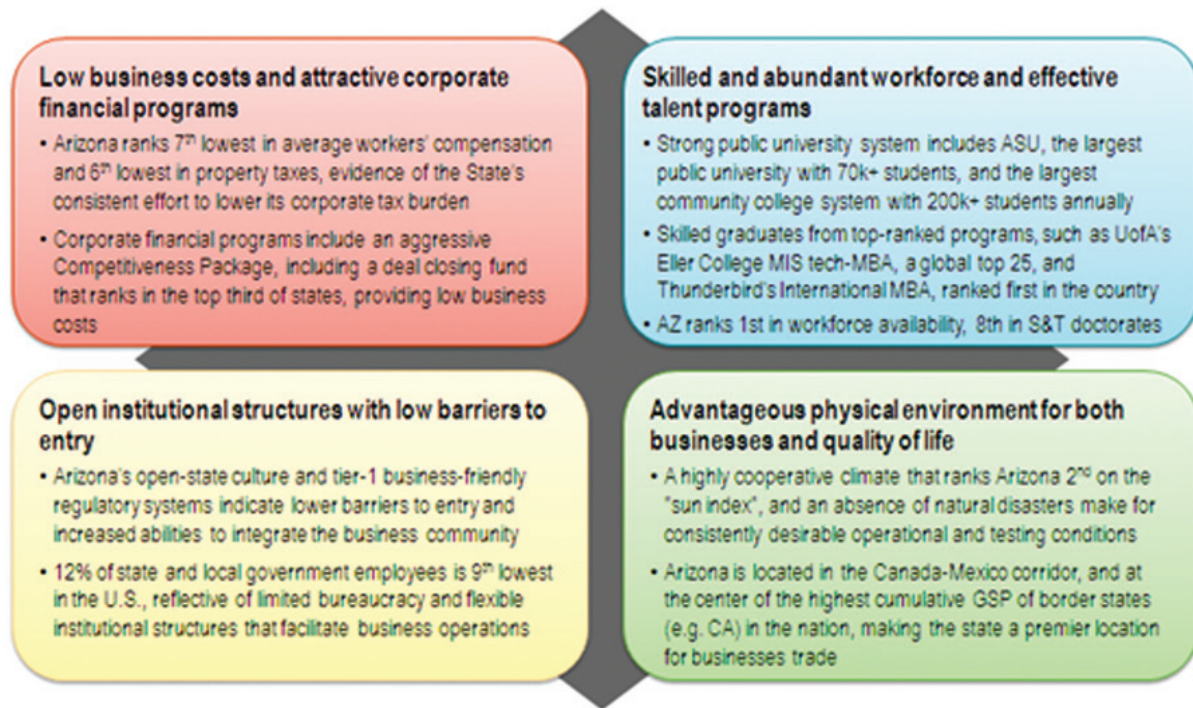 Low business costs and attractive corporate
financial programs
• Arizona ranks 7th lowest in average workers' compensation
and 6th lowest in property taxes, evidence of the State's
consistent effort to lower its corporate tax burden
• Corporate financial programs include an aggressive
Competitiveness Package, including a deal closing fund
that ranks in the top third of states, providing low business
costs
Skilled and abundant workforce and effective
talent programs
• Strong public university system includes ASU, the largest
public university with 70k+ students, and the largest
community college system with 200k+ students annually
• Skilled graduates from top-ranked programs, such as UofA's
Eller College MIS tech-MBA, a global top 25, and
Thunderbird's International MBA, ranked first in the country
• AZ ranks 1st in workforce availability, 8th in S&T doctorates
Open institutional structures with low barriers to
entry
• Arizona's open-state culture and tier-1 business-friendly
regulatory systems indicate lower barriers to entry and
increased abilities to integrate the business community
• 12% of state and local government employees is 9th lowest
in the U.S., reflective of limited bureaucracy and flexible
institutional structures that facilitate business operations
Advantageous physical environment for both
businesses and quality of life
• A highly cooperative climate that ranks Arizona 2nd on the
"sun index", and an absence of natural disasters make for
consistently desirable operational and testing conditions
• Arizona is located in the Canada-Mexico corridor, and at
the center of the highest cumulative GSP of border states
(e.g. CA) in the nation, making the state a premier location
for businesses trade